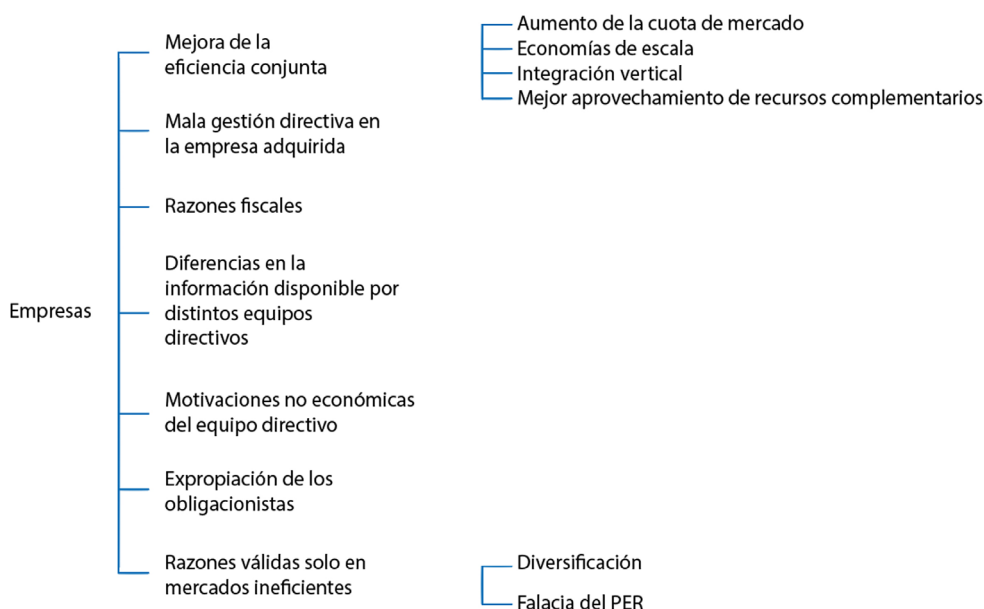 Empresas
Mejora de la
eficiencia conjunta
Aumento de la cuota de mercado
Economías de escala
Integración vertical
Mejor aprovechamiento de recursos complementarios
Mala gestión directiva en
la empresa adquirida
Razones fiscales
Diferencias en la
información disponible por
distintos equipos
directivos
Motivaciones no económicas
del equipo directivo
Expropiación de los
obligacionistas
Razones válidas solo en
mercados ineficientes
Diversificación
Falacia del PER